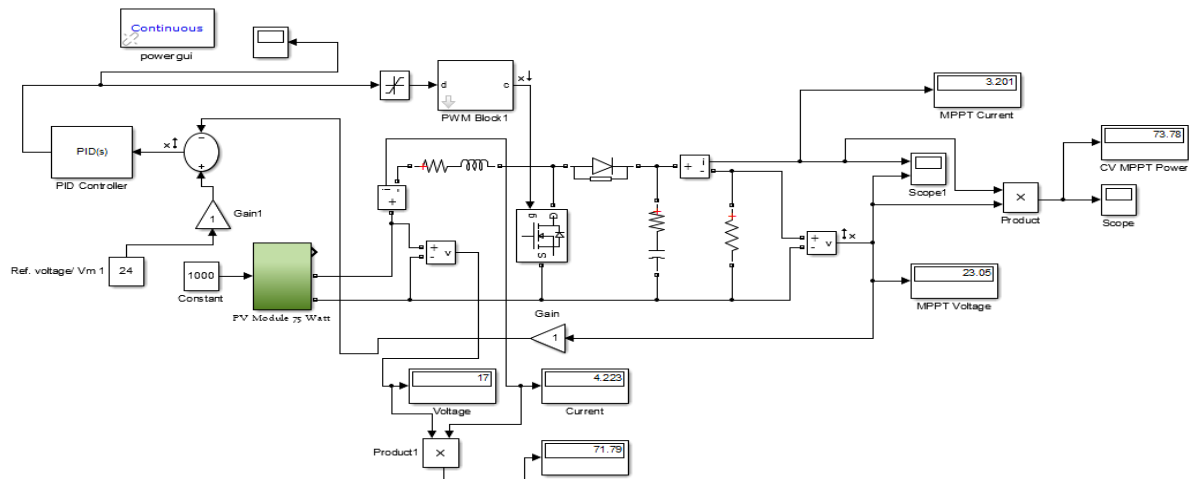 Continuous
powergui
d
c
PWM Block1
3.201
MPPT Current
PID(s)
PID Controller
73.78
CV MPPT Power
Scope1
Product
Scope
1
Gain1
g
C
S
v
v
Ref. voltage/ Vm 1
24
1000
Constant
PV Module 75 Watt
23.05
MPPT Voltage
Gain
1
17
Voltage
4.223
Current
Product1
71.79